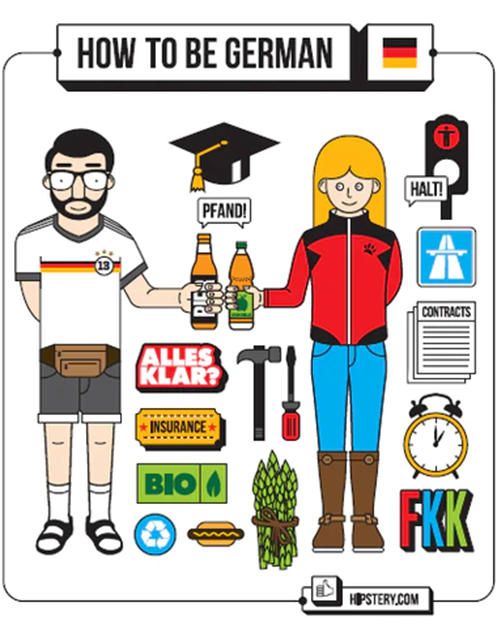 HOW TO BE GERMAN
PFAND!
HALT!
13
CONTRACTS
ALLES
KLAR?
INSURANCE
BIO
FKK
HIPSTERY.COM